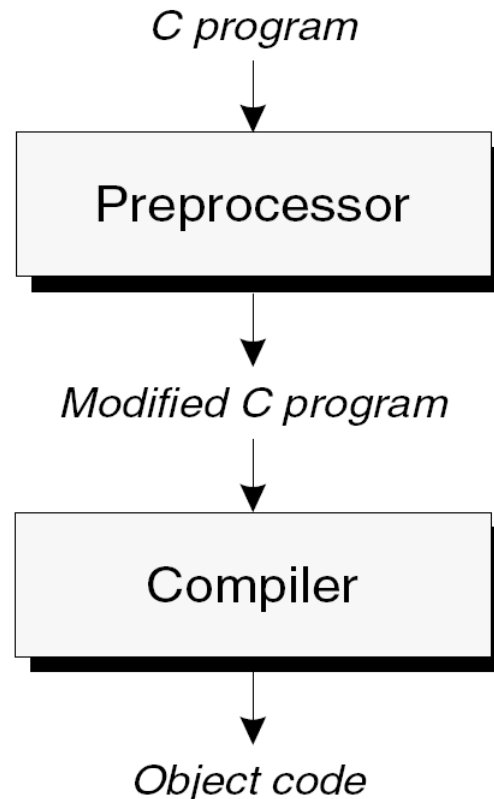 C program
Preprocessor
Modified C program
Compiler
Object code